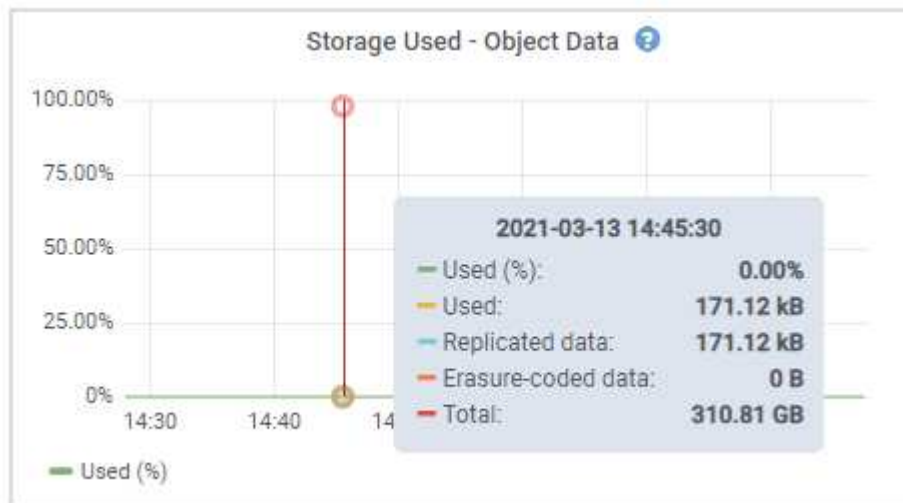 Storage Used - Object Data ?
100.00%
75.00%
50.00%
25.00%
0%
14:30
14:40
14
2021-03-13 14:45:30
Used (%): 0.00%
Used: 171.12 kB
Replicated data: 171.12 kB
Erasure-coded data: 0 B
Total: 310.81 GB
Used (%)